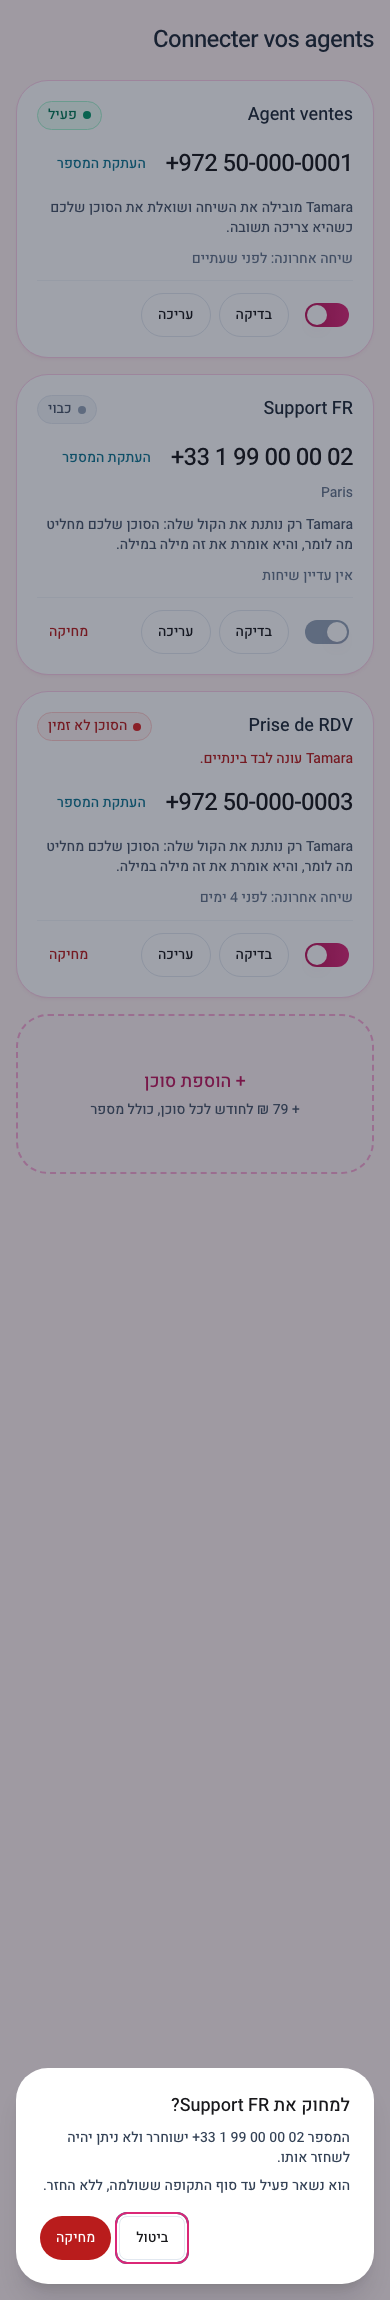 Connecter vos agents
Agent ventes
פעיל
+972 50-000-0001
העתקת המספר
Tamara מובילה את השיחה ושואלת את הסוכן שלכם
כשהיא צריכה תשובה.
שיחה אחרונה: לפני שעתיים
בדיקה
עריכה
Support FR
כבוי
+33 1 99 00 00 02
העתקת המספר
Paris
Tamara רק נותנת את הקול שלה: הסוכן שלכם מחליט
מה לומר, והיא אומרת את זה מילה במילה.
אין עדיין שיחות
בדיקה
עריכה
מחיקה
Prise de RDV
הסוכן לא זמין
Tamara עונה לבד בינתיים.
+972 50-000-0003
העתקת המספר
Tamara רק נותנת את הקול שלה: הסוכן שלכם מחליט
מה לומר, והיא אומרת את זה מילה במילה.
שיחה אחרונה: לפני 4 ימים
בדיקה
עריכה
מחיקה
+ הוספת סוכן
+ 79 ₪ לחודש לכל סוכן, כולל מספר
למחוק את Support FR?
המספר +33 1 99 00 00 02 ישוחרר ולא ניתן יהיה
לשחזר אותו.
הוא נשאר פעיל עד סוף התקופה ששולמה, ללא החזר.
ביטול
מחיקה